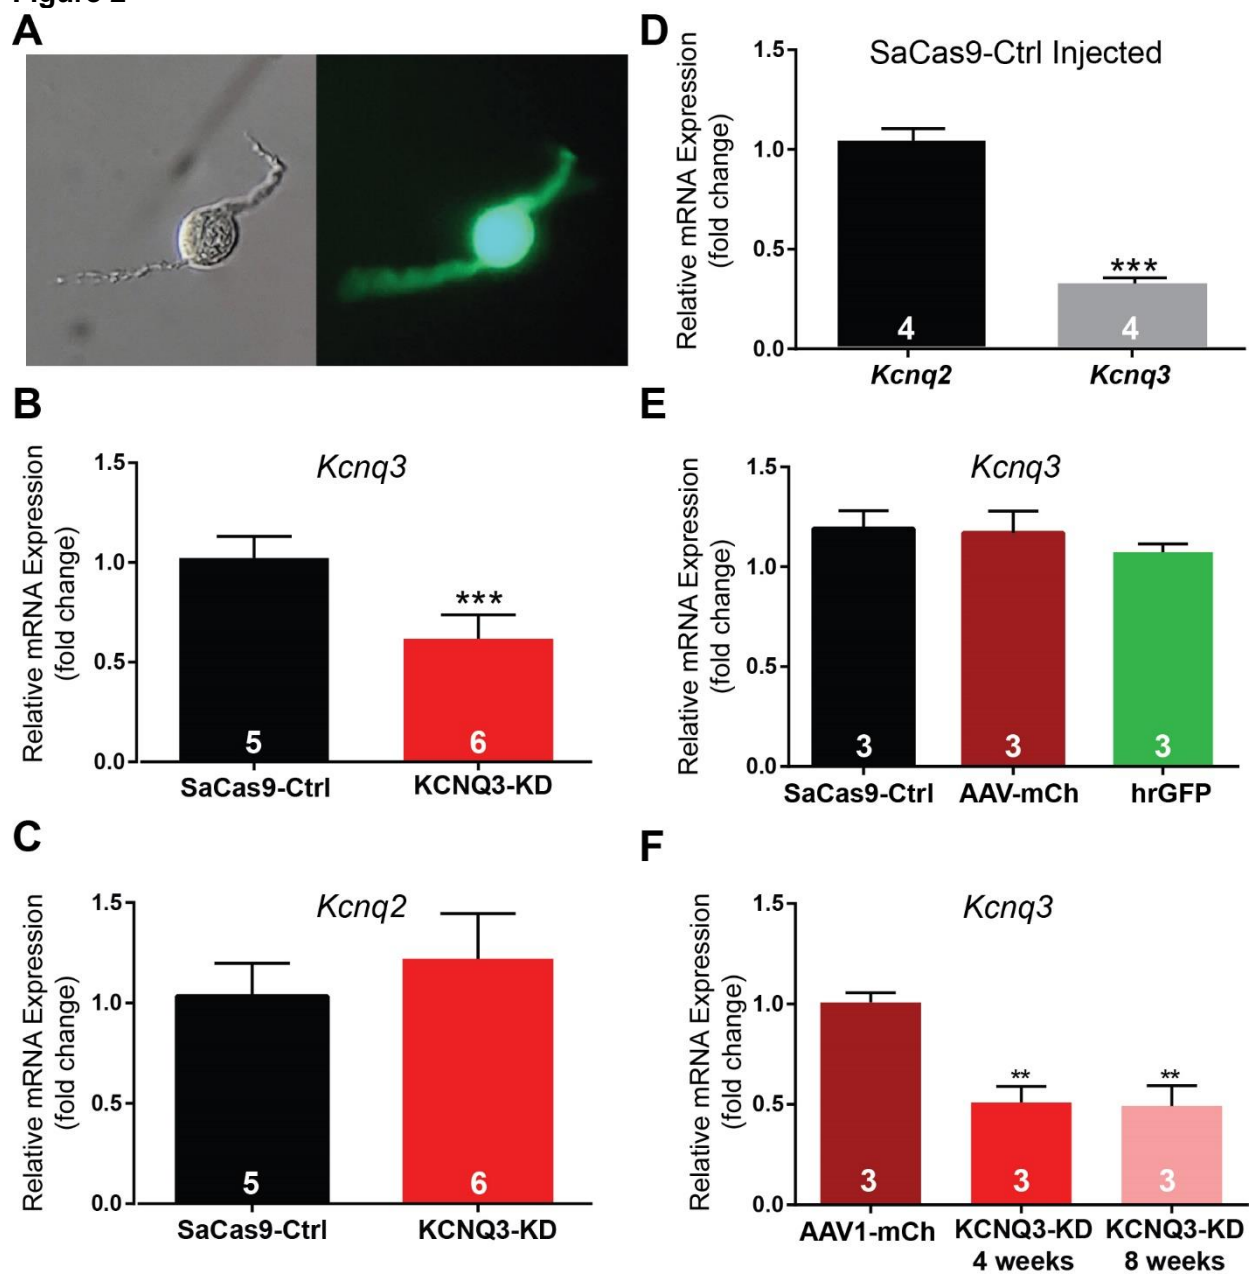 A
B
Relative mRNA Expression
(fold change)
Kcnq3
1.5
1.0
0.5
0.0
***
5
6
SaCas9-Ctrl
KCNQ3-KD
C
Relative mRNA Expression
(fold change)
Kcnq2
1.5
1.0
0.5
0.0
5
6
SaCas9-Ctrl
KCNQ3-KD
D
Relative mRNA Expression
(fold change)
SaCas9-Ctrl Injected
1.5
1.0
0.5
0.0
***
4
4
Kcnq2
Kcnq3
E
Relative mRNA Expression
(fold change)
Kcnq3
1.5
1.0
0.5
0.0
3
3
3
SaCas9-Ctrl
AAV-mCh
hrGFP
F
Relative mRNA Expression
(fold change)
Kcnq3
1.5
1.0
0.5
0.0
**
**
3
3
3
AAV1-mCh
KCNQ3-KD
4 weeks
KCNQ3-KD
8 weeks